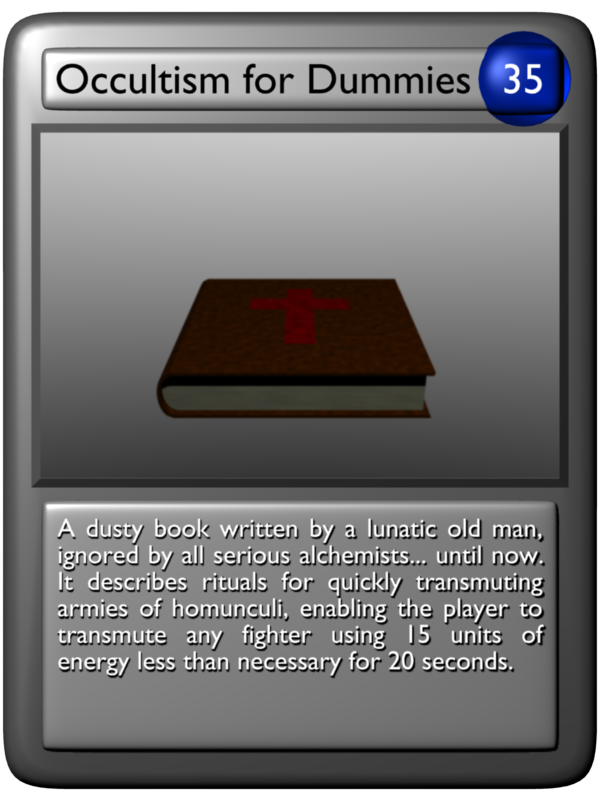 Occultism for Dummies 35
A dusty book written by a lunatic old man,
ignored by all serious alchemists... until now.
It describes rituals for quickly transmuting
armies of homunculi, enabling the player to
transmute any fighter using 15 units of
energy less than necessary for 20 seconds.